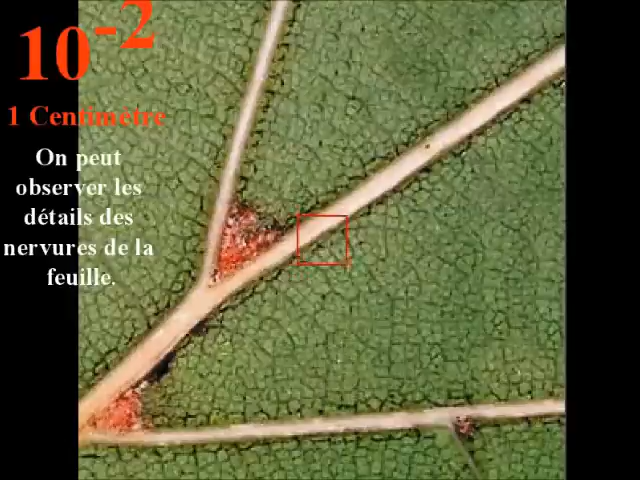 10-2
1 Centimètre
On peut
observer les
détails des
nervures de la
feuille.